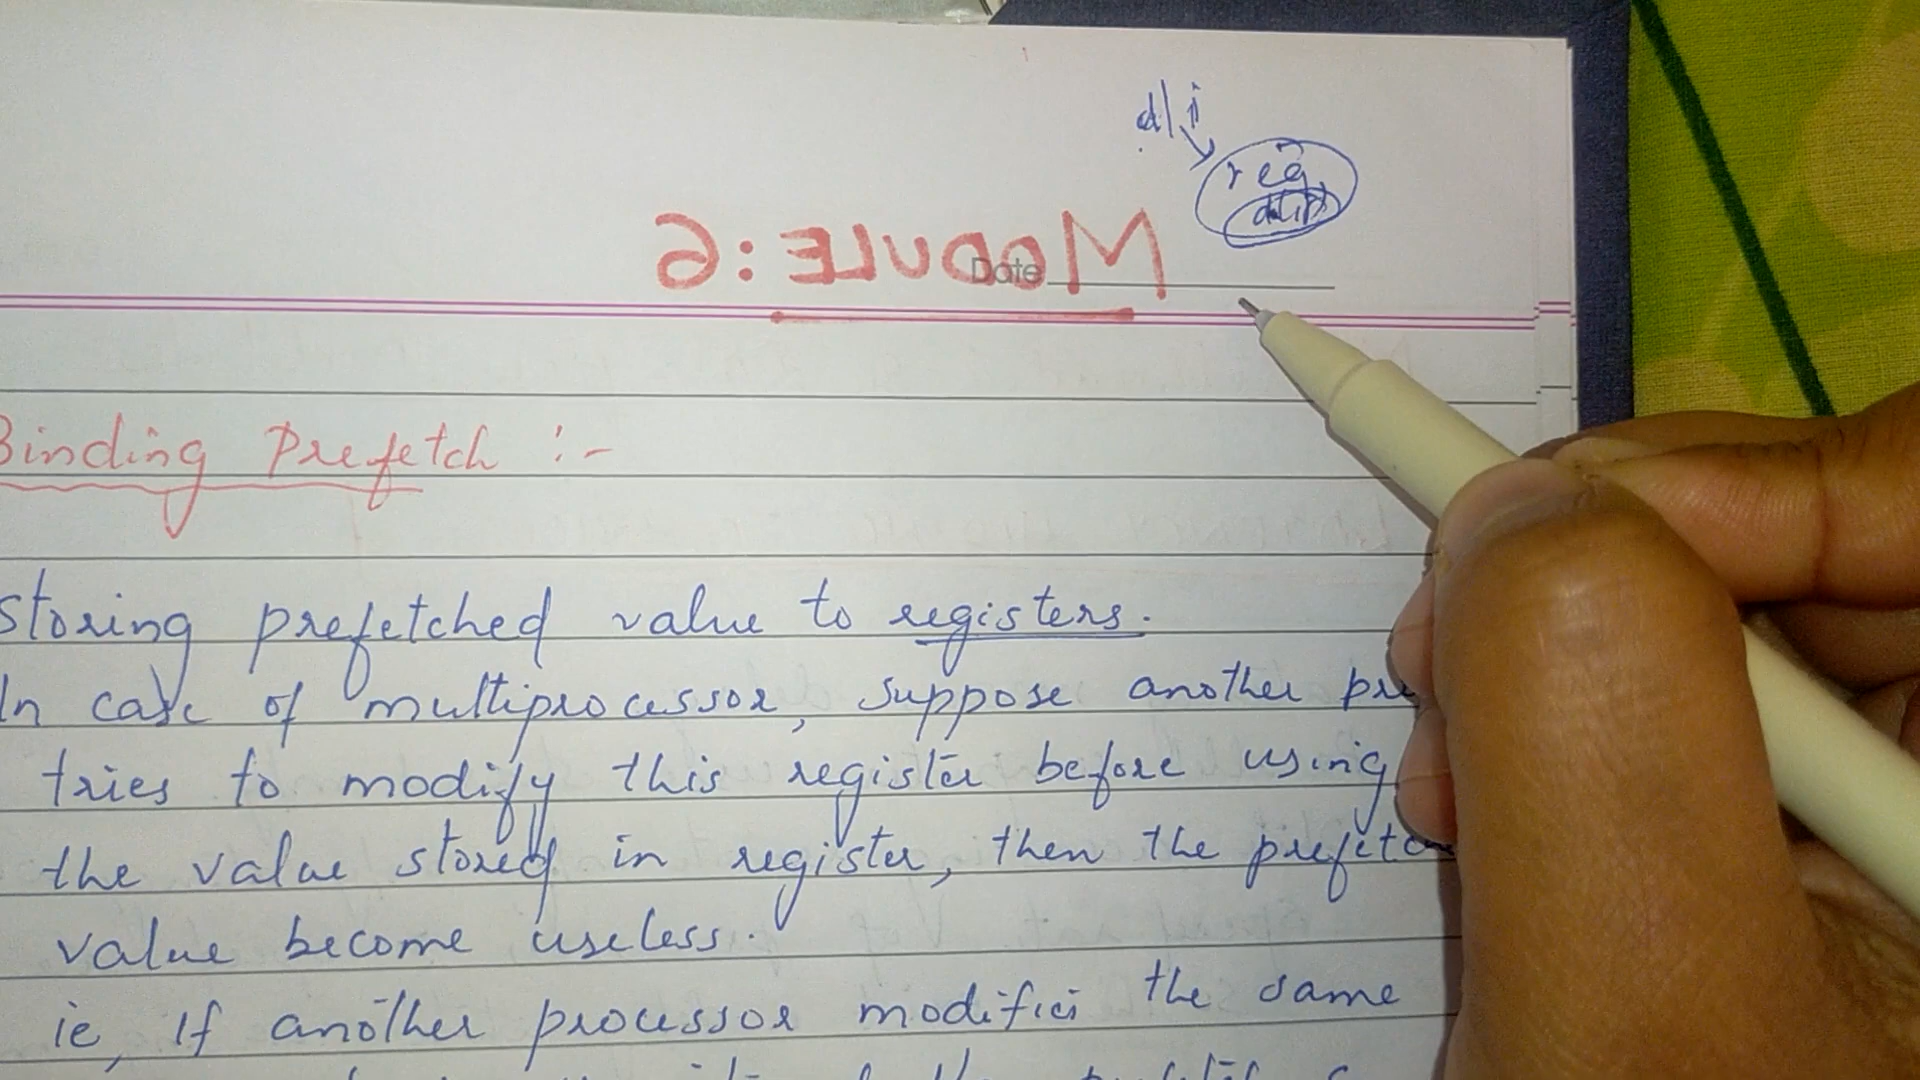 d/i
reg
MODULE : 6
Date
Binding Prefetch :-
storing prefetched value to registers.
In case of multiprocessor, suppose another
tries to modify this register before using
the value stored in register, then the
value become useless.
ie, If another processor modifies the same